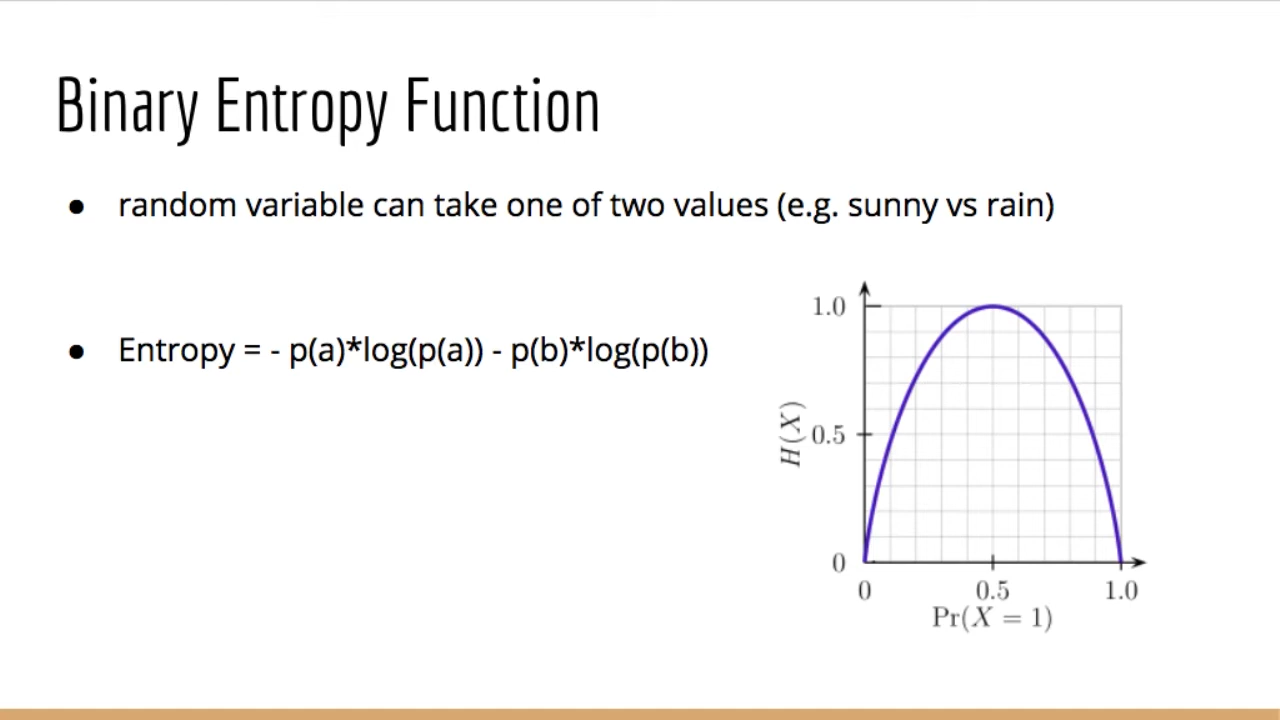 Binary Entropy Function
● random variable can take one of two values (e.g. sunny vs rain)
● Entropy = - p(a)*log(p(a)) - p(b)*log(p(b))
1.0
H(X)
0.5
0
0 0.5 1.0
Pr(X = 1)